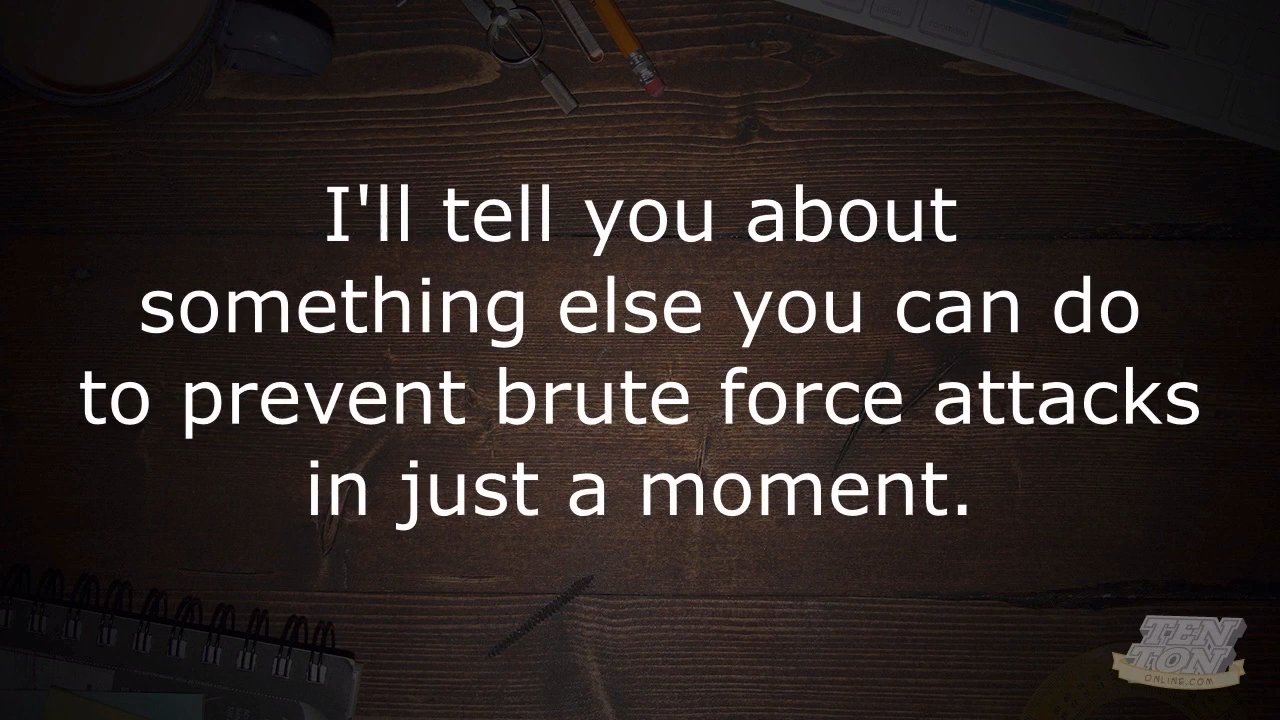 I'll tell you about
something else you can do
to prevent brute force attacks
in just a moment.
TEN
TON
ONLINE.COM